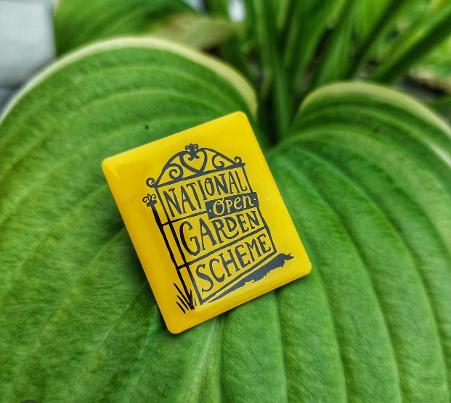 NATIONAL
Open
GARDEN
SCHEME